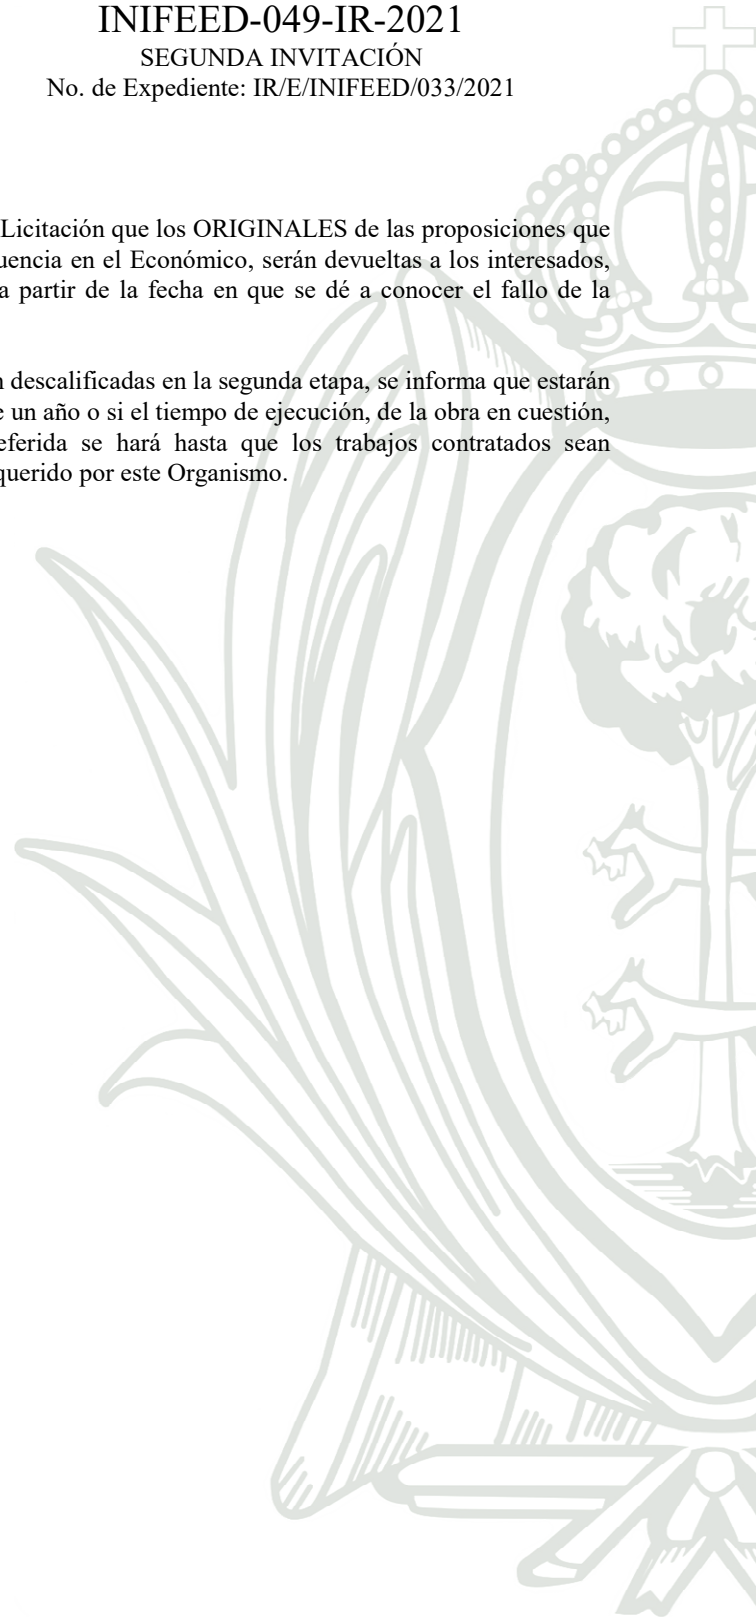 INIFEED-049-IR-2021
SEGUNDA INVITACIÓN
No. de Expediente: IR/E/INIFEED/033/2021
Licitación que los ORIGINALES de las proposiciones que
uencia en el Económico, serán devueltas a los interesados,
a partir de la fecha en que se dé a conocer el fallo de la
n descalificadas en la segunda etapa, se informa que estarán
e un año o si el tiempo de ejecución, de la obra en cuestión,
eferida se hará hasta que los trabajos contratados sean
querido por este Organismo.